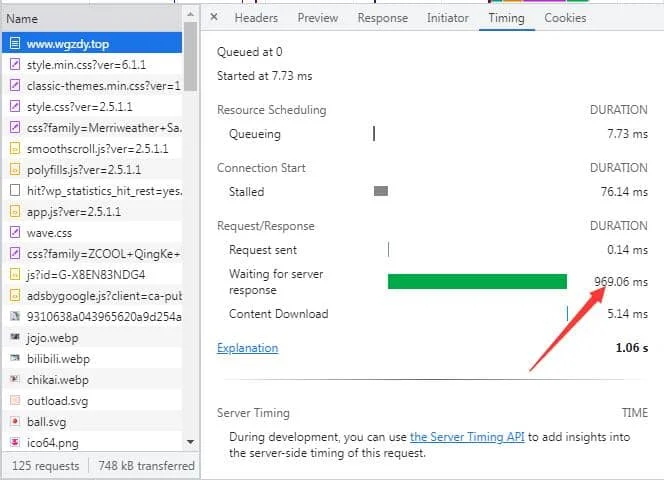 Name
www.wgzdy.top
style.min.css?ver=6.1.1
classic-themes.min.css?ver=1
style.css?ver=2.5.1.1
css?family=Merriweather+Sa.
smoothscroll.js?ver=2.5.1.1
polyfills.js?ver=2.5.1.1
hit?wp_statistics_hit_rest=yes.
app.js?ver=2.5.1.1
wave.css
css?family=ZCOOL+QingKe+
js?id=G-X8EN83NDG4
adsbygoogle.js?client=ca-pub
9310638a043965620a9d254a
jojo.webp
bilibili.webp
chikai.webp
outload.svg
ball.svg
ico64.png
125 requests 748 kB transferred
× Headers Preview Response Initiator Timing Cookies
Queued at 0
Started at 7.73 ms
Resource Scheduling DURATION
Queueing 7.73 ms
Connection Start DURATION
Stalled 76.14 ms
Request/Response DURATION
Request sent 0.14 ms
Waiting for server
response 969.06 ms
Content Download 5.14 ms
Explanation 1.06 s
Server Timing TIME
During development, you can use the Server Timing API to add insights into
the server-side timing of this request.